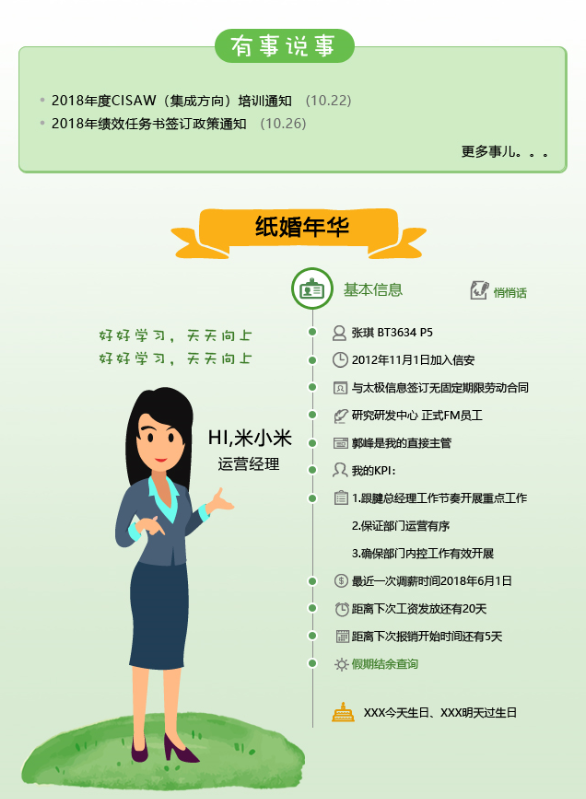 有事说事
2018年度CISAW（集成方向）培训通知 (10.22)
2018年绩效任务书签订政策通知 (10.26)
更多事儿。。。
纸婚年华
基本信息
悄悄话
好好学习，天天向上
好好学习，天天向上
HI,米小米
运营经理
张琪 BT3634 P5
2012年11月1日加入信安
与太极信息签订无固定期限劳动合同
研究研发中心 正式FM员工
郭峰是我的直接主管
我的KPI：
1.跟腱总经理工作节奏开展重点工作
2.保证部门运营有序
3.确保部门内控工作有效开展
最近一次调薪时间2018年6月1日
距离下次工资发放还有20天
距离下次报销开始时间还有5天
假期结余查询
XXX今天生日、XXX明天过生日